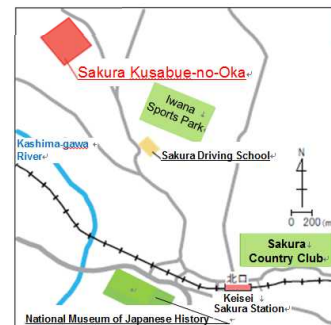 Sakura Kusabue-no-Oka
Iwana
Sports Park
Kashima-gawa
River
Sakura Driving School
N
0 200 (m)
北口
Sakura
Country Club
Keisei
Sakura Station
National Museum of Japanese History